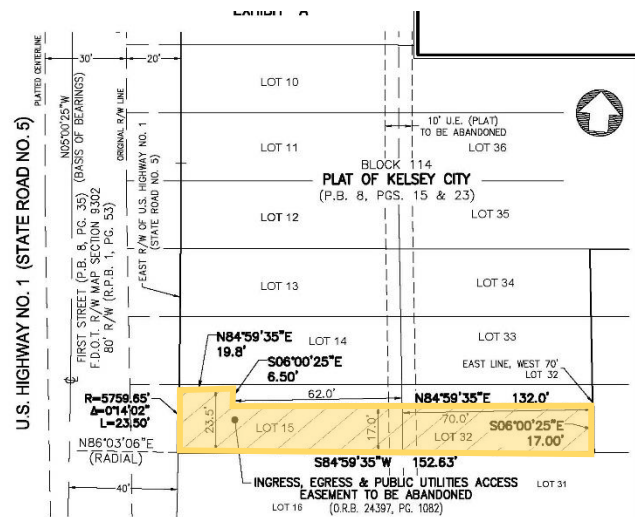 EXHIBIT A
30'
20'
PLATTED CENTERLINE
N05°00'25"W
(BASIS OF BEARINGS)
ORIGINAL R/W LINE
U.S. HIGHWAY NO. 1 (STATE ROAD NO. 5)
FIRST STREET (P.B. 8, PG. 35)
F.D.O.T. R/W MAP SECTION 9302
80' R/W (R.P.B. 1, PG. 53)
EAST R/W OF U.S. HIGHWAY NO. 1
(STATE ROAD NO. 5)
LOT 10
10' U.E. (PLAT)
TO BE ABANDONED
LOT 11
LOT 36
BLOCK 114
PLAT OF KELSEY CITY
(P.B. 8, PGS. 15 & 23)
LOT 12
LOT 35
LOT 13
LOT 34
N84°59'35"E
19.8'
LOT 14
LOT 33
S06°00'25"E
6.50'
EAST LINE, WEST 70'
LOT 32
62.0'
N84°59'35"E 132.0'
R=5759.65'
Δ=0°14'02"
L=23.50'
23.5'
LOT 15
17.0'
70.0'
LOT 32
S06°00'25"E
17.00'
N86°03'06"E
(RADIAL)
S84°59'35"W 152.63'
40'
INGRESS, EGRESS & PUBLIC UTILITIES ACCESS
EASEMENT TO BE ABANDONED
(O.R.B. 24397, PG. 1082)
LOT 31
LOT 16